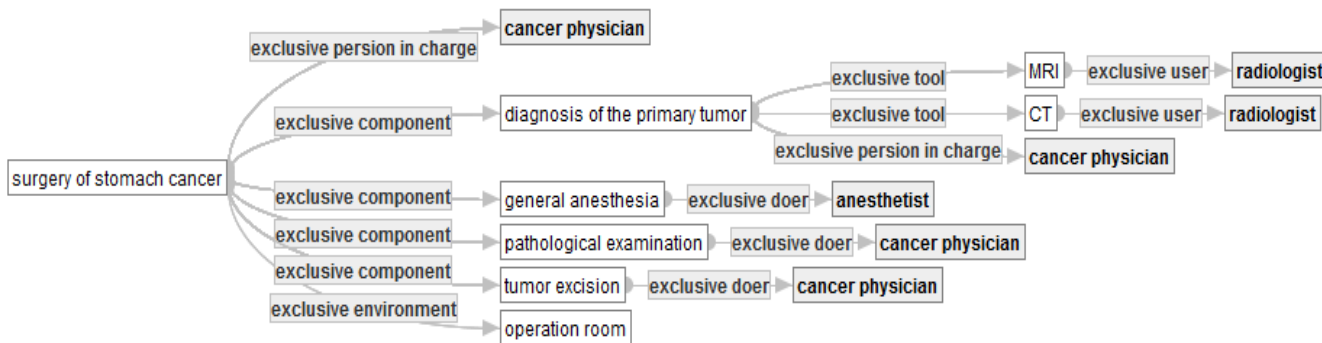 cancer physician
exclusive persion in charge
MRI
exclusive user
radiologist
exclusive tool
exclusive component
diagnosis of the primary tumor
exclusive tool
CT
exclusive user
radiologist
exclusive persion in charge
cancer physician
surgery of stomach cancer
exclusive component
general anesthesia
exclusive doer
anesthetist
exclusive component
pathological examination
exclusive doer
cancer physician
exclusive component
tumor excision
exclusive doer
cancer physician
exclusive environment
operation room